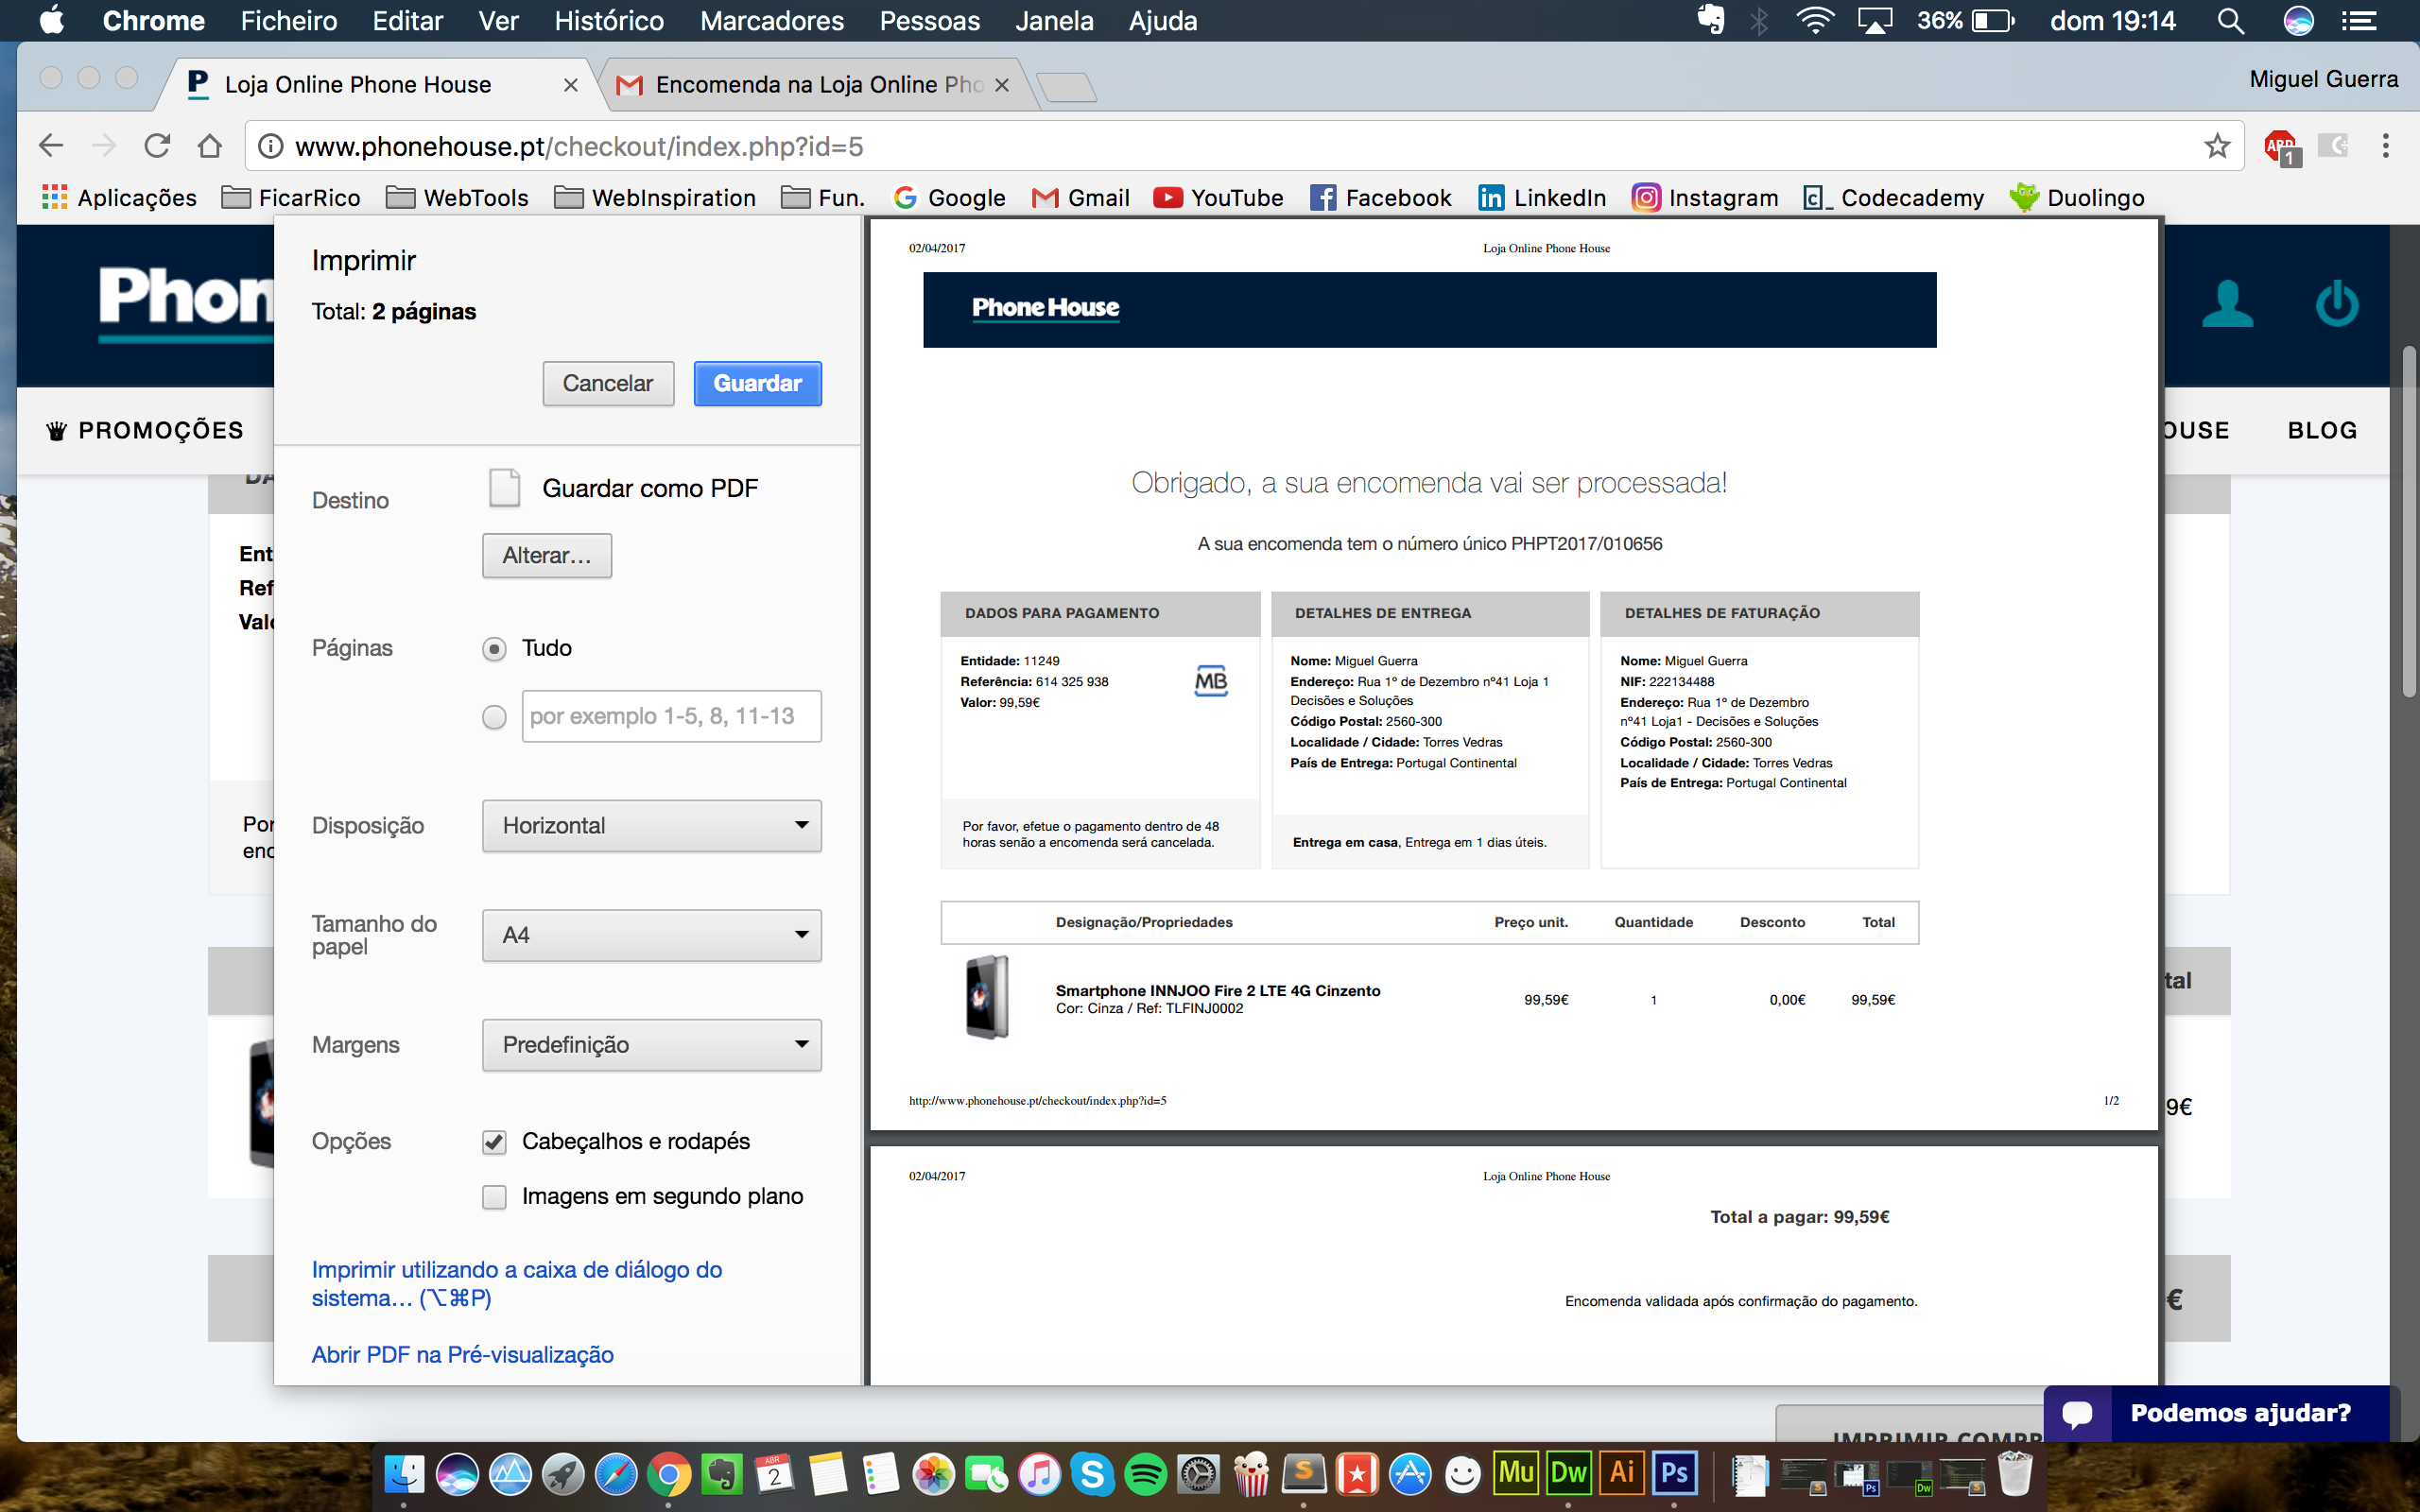 Chrome Ficheiro Editar Ver Histórico Marcadores Pessoas Janela Ajuda 36% dom 19:14
Loja Online Phone House
Encomenda na Loja Online Pho
Miguel Guerra
www.phonehouse.pt/checkout/index.php?id=5
ABP 1
Aplicações FicarRico WebTools WebInspiration Fun. Google Gmail YouTube Facebook LinkedIn Instagram Codecademy Duolingo
Phon
PROMOÇÕES
OUSE BLOG
Ent
Ref
Valo
Por
enc
tal
9€
€
Imprimir
Total: 2 páginas
Cancelar Guardar
Destino Guardar como PDF
Alterar...
Páginas Tudo
por exemplo 1-5, 8, 11-13
Disposição Horizontal
Tamanho do
papel
A4
Margens Predefinição
Opções Cabeçalhos e rodapés
Imagens em segundo plano
Imprimir utilizando a caixa de diálogo do
sistema... (⌥⌘P)
Abrir PDF na Pré-visualização
02/04/2017 Loja Online Phone House
Phone House
Obrigado, a sua encomenda vai ser processada!
A sua encomenda tem o número único PHPT2017/010656
DADOS PARA PAGAMENTO
Entidade: 11249
Referência: 614 325 938
Valor: 99,59€
MB
Por favor, efetue o pagamento dentro de 48
horas senão a encomenda será cancelada.
DETALHES DE ENTREGA
Nome: Miguel Guerra
Endereço: Rua 1º de Dezembro nº41 Loja 1
Decisões e Soluções
Código Postal: 2560-300
Localidade / Cidade: Torres Vedras
País de Entrega: Portugal Continental
Entrega em casa, Entrega em 1 dias úteis.
DETALHES DE FATURAÇÃO
Nome: Miguel Guerra
NIF: 222134488
Endereço: Rua 1º de Dezembro
nº41 Loja1 - Decisões e Soluções
Código Postal: 2560-300
Localidade / Cidade: Torres Vedras
País de Entrega: Portugal Continental
Designação/Propriedades Preço unit. Quantidade Desconto Total
Smartphone INNJOO Fire 2 LTE 4G Cinzento
Cor: Cinza / Ref: TLFINJ0002
99,59€ 1 0,00€ 99,59€
http://www.phonehouse.pt/checkout/index.php?id=5 1/2
02/04/2017 Loja Online Phone House
Total a pagar: 99,59€
Encomenda validada após confirmação do pagamento.
IMPRIMIR COMPR
Podemos ajudar?
ABR
2
Mu Dw Ai Ps